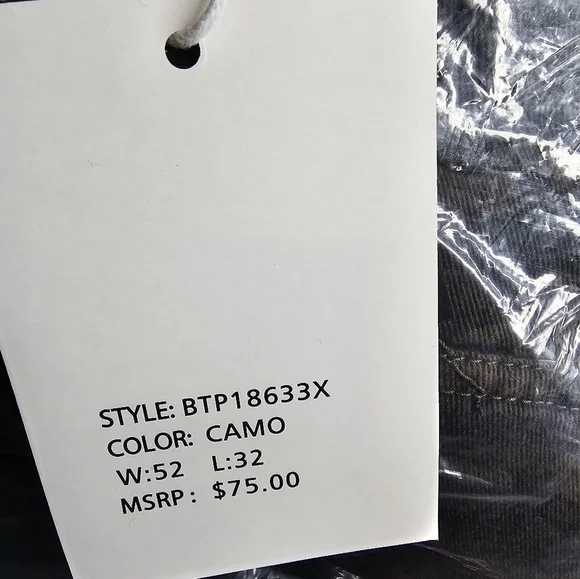 STYLE: BTP18633X
COLOR: CAMO
W:52 L:32
MSRP: $75.00